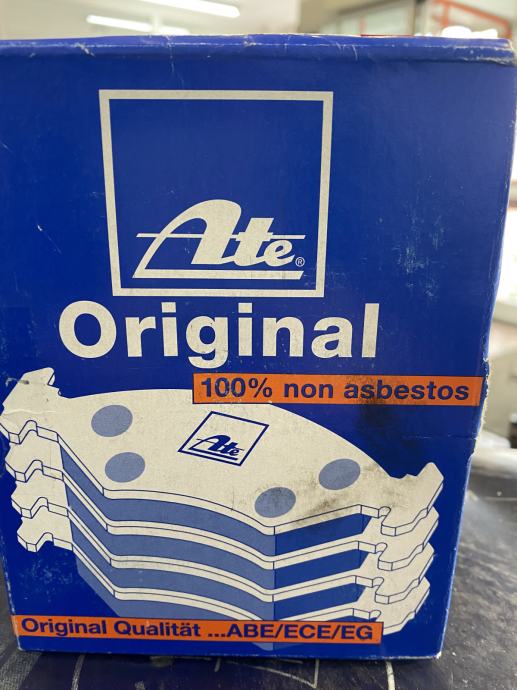 Ate®
Original
100% non asbestos
Ate
Original Qualität ...ABE/ECE/EG